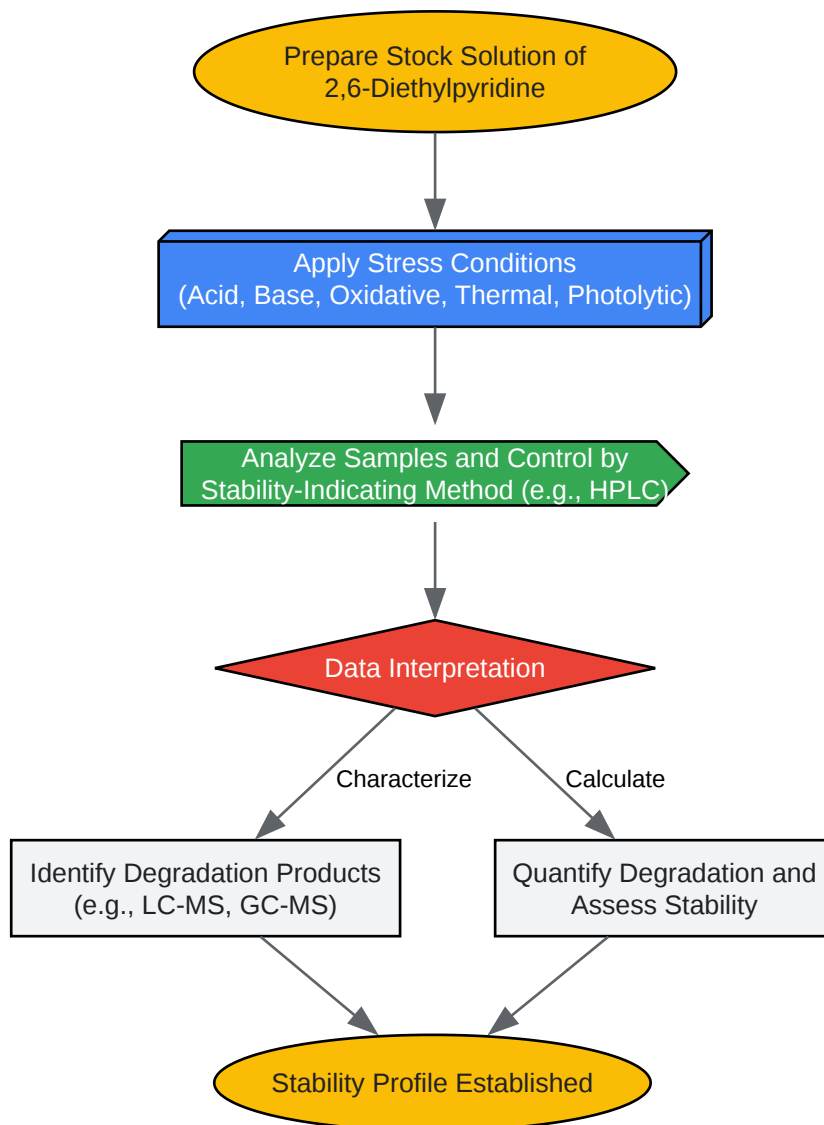 Prepare Stock Solution of
2,6-Diethylpyridine
Apply Stress Conditions
(Acid, Base, Oxidative, Thermal, Photolytic)
Analyze Samples and Control by
Stability-Indicating Method (e.g., HPLC)
Data Interpretation
Characterize
Calculate
Identify Degradation Products
(e.g., LC-MS, GC-MS)
Quantify Degradation and
Assess Stability
Stability Profile Established